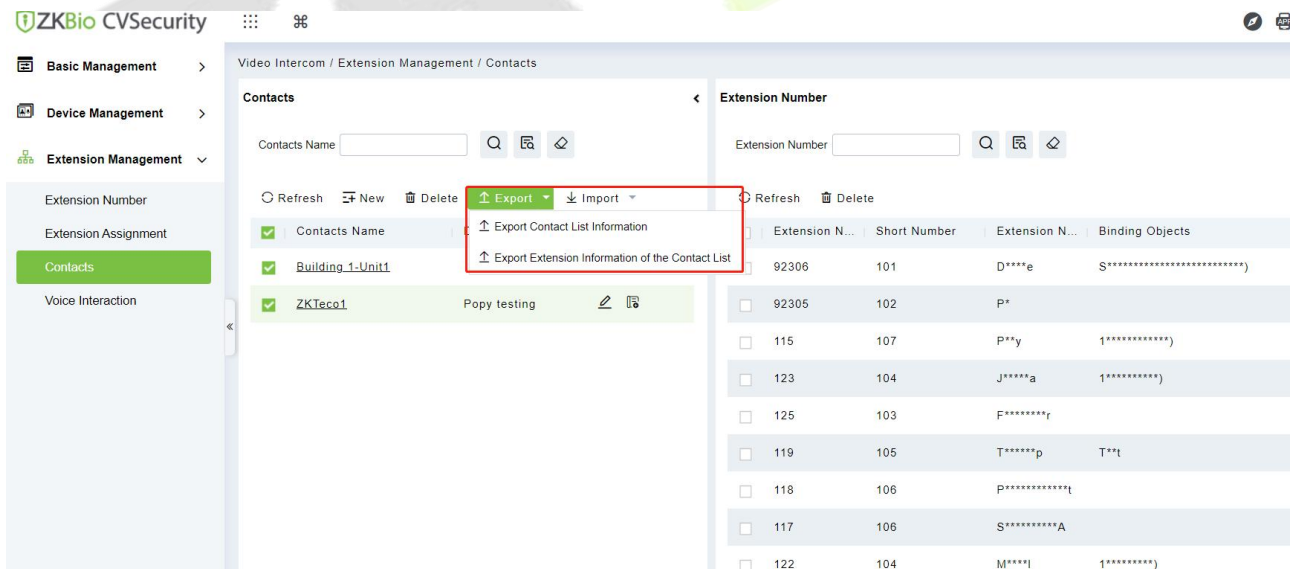 ZKBio CVSecurity
APP
Basic Management
Device Management
Extension Management
Extension Number
Extension Assignment
Contacts
Voice Interaction
Video Intercom / Extension Management / Contacts
Contacts
Contacts Name
Refresh New Delete Export Import
Export Contact List Information
Export Extension Information of the Contact List
Contacts Name
Building 1-Unit1
ZKTeco1 Popy testing
Extension Number
Extension Number
Refresh Delete
Extension N... Short Number Extension N... Binding Objects
92306 101 D****e S**************************)
92305 102 P*
115 107 P**y 1************)
123 104 J*****a 1**********)
125 103 F********r
119 105 T******p T**t
118 106 P************t
117 106 S**********A
122 104 M****l 1*********)